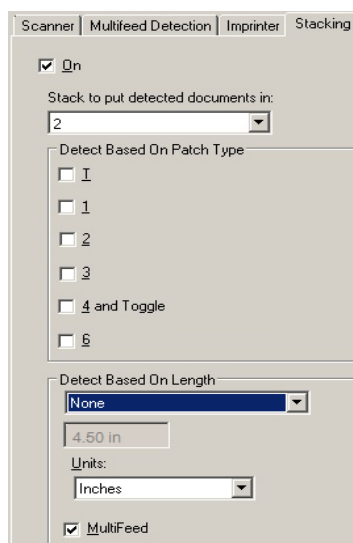 Scanner Multifeed Detection Imprinter Stacking
On
Stack to put detected documents in:
2
Detect Based On Patch Type
T
1
2
3
4 and Toggle
6
Detect Based On Length
None
4.50 in
Units:
Inches
MultiFeed